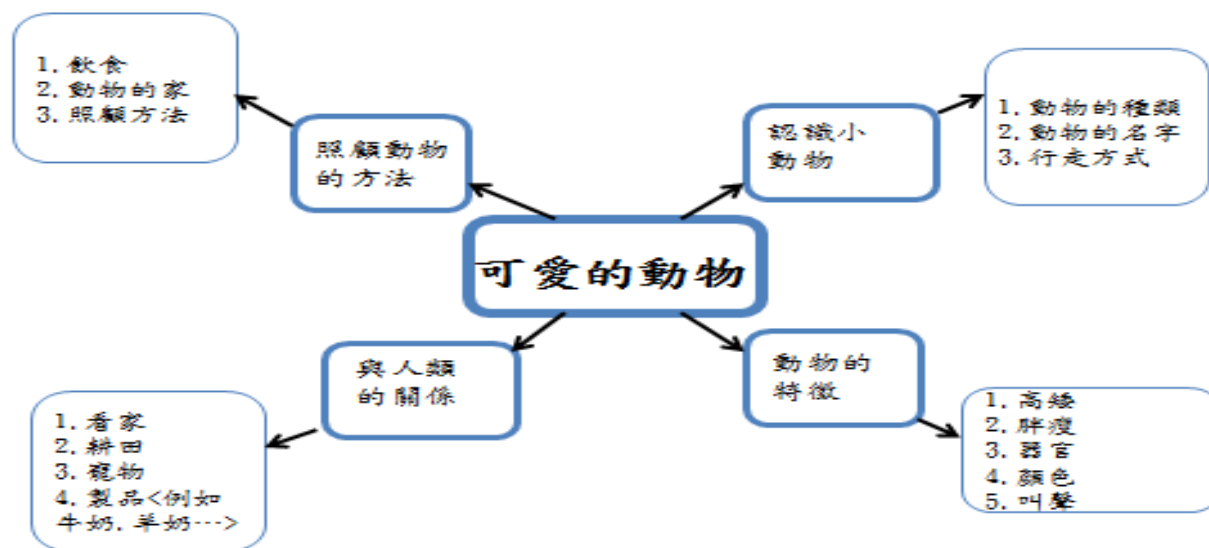 1. 飲食
2. 動物的家
3. 照顧方法
照顧動物
的方法
認識小
動物
1. 動物的種類
2. 動物的名字
3. 行走方式
可愛的動物
與人類
的關係
1. 看家
2. 耕田
3. 寵物
4. 製品<例如
牛奶. 羊奶…>
動物的
特徵
1. 高矮
2. 胖瘦
3. 器官
4. 顏色
5. 叫聲